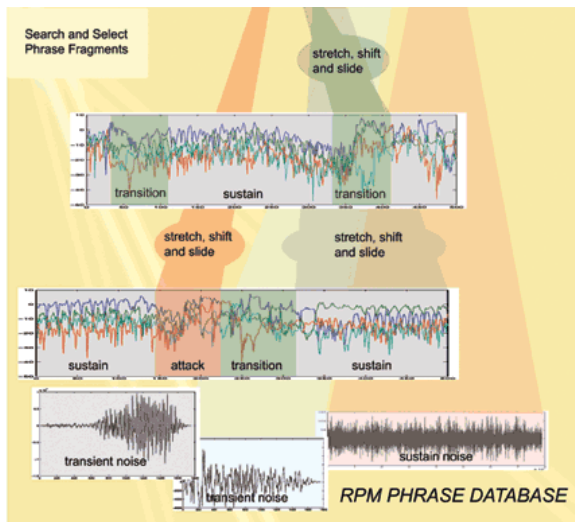 Search and Select
Phrase Fragments
stretch, shift
and slide
transition
sustain
transition
stretch, shift
and slide
stretch, shift
and slide
sustain
attack
transition
sustain
transient noise
transient noise
sustain noise
RPM PHRASE DATABASE